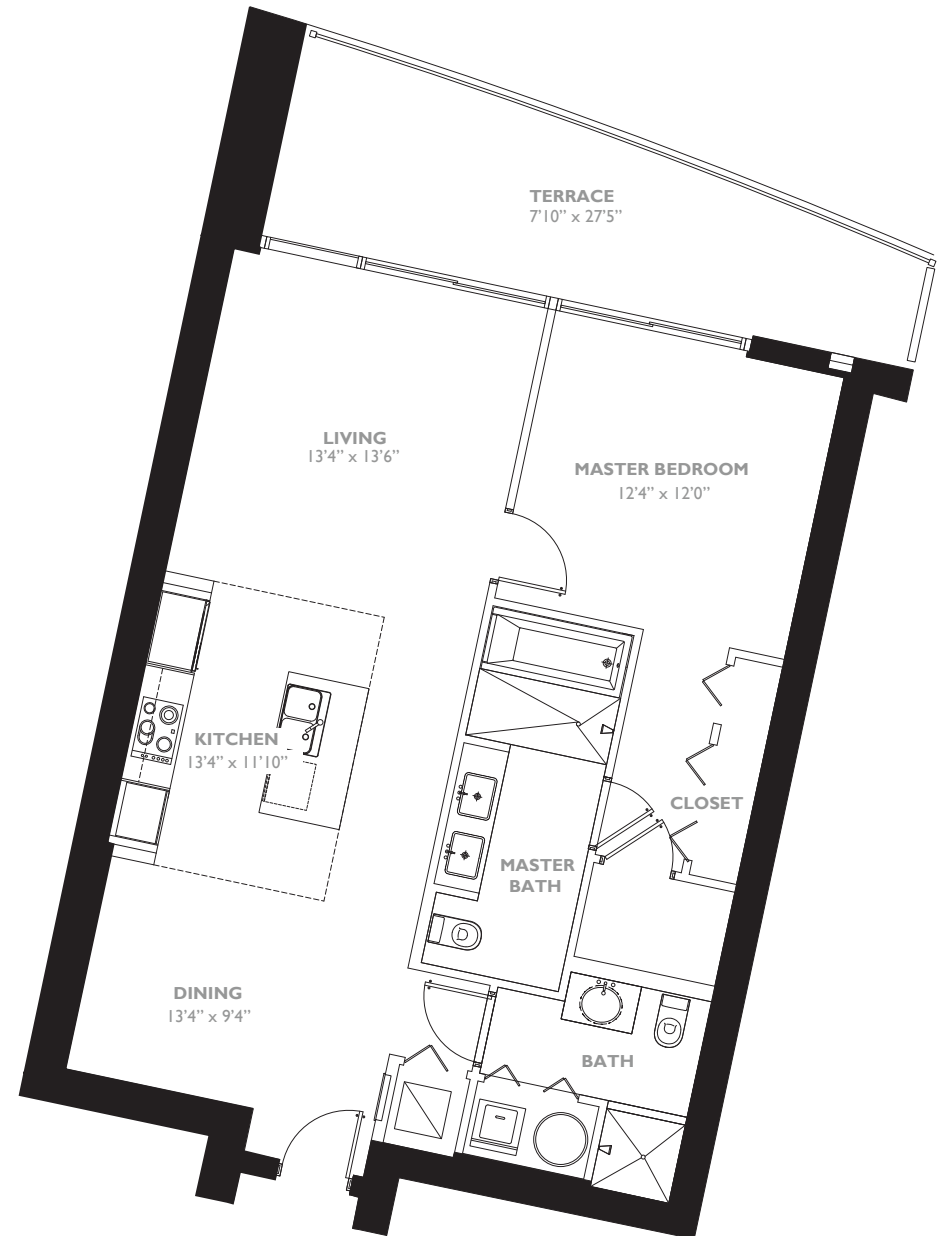 TERRACE
7'10” x 27'5”
LIVING
13'4” x 13'6”
MASTER BEDROOM
12'4” x 12'0”
KITCHEN
13'4” x 11'10”
CLOSET
MASTER
BATH
DINING
13'4” x 9'4”
BATH